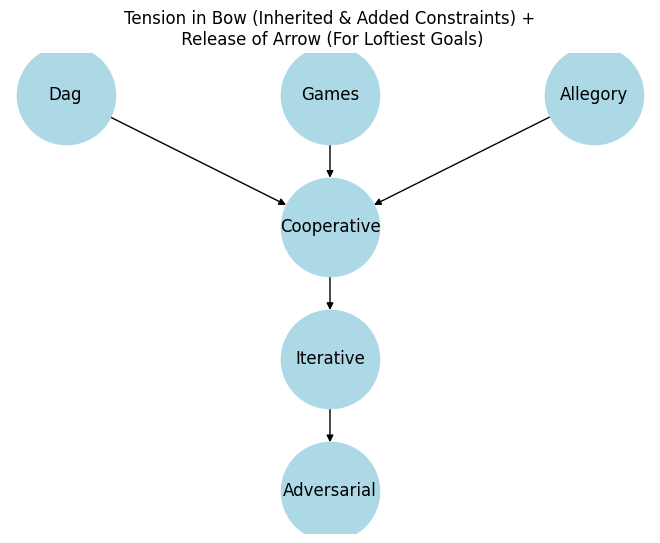 Tension in Bow (Inherited & Added Constraints) +
Release of Arrow (For Loftiest Goals)
Dag
Games
Allegory
Cooperative
Iterative
Adversarial